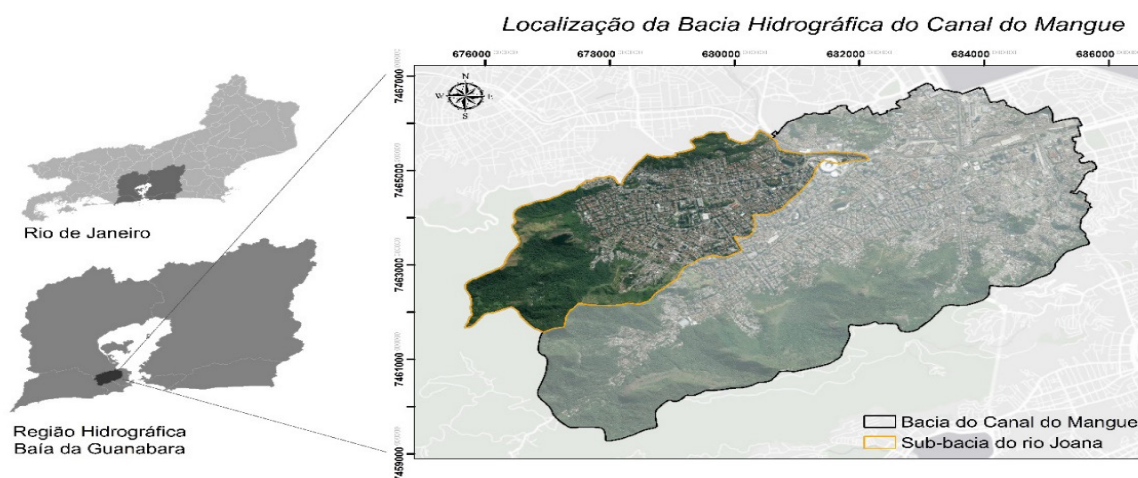 Localização da Bacia Hidrográfica do Canal do Mangue
676000
678000
680000
682000
684000
686000
7467000
7465000
7463000
7461000
7459000
N
W
E
S
Rio de Janeiro
Região Hidrográfica
Baía da Guanabara
Bacia do Canal do Mangue
Sub-bacia do rio Joana